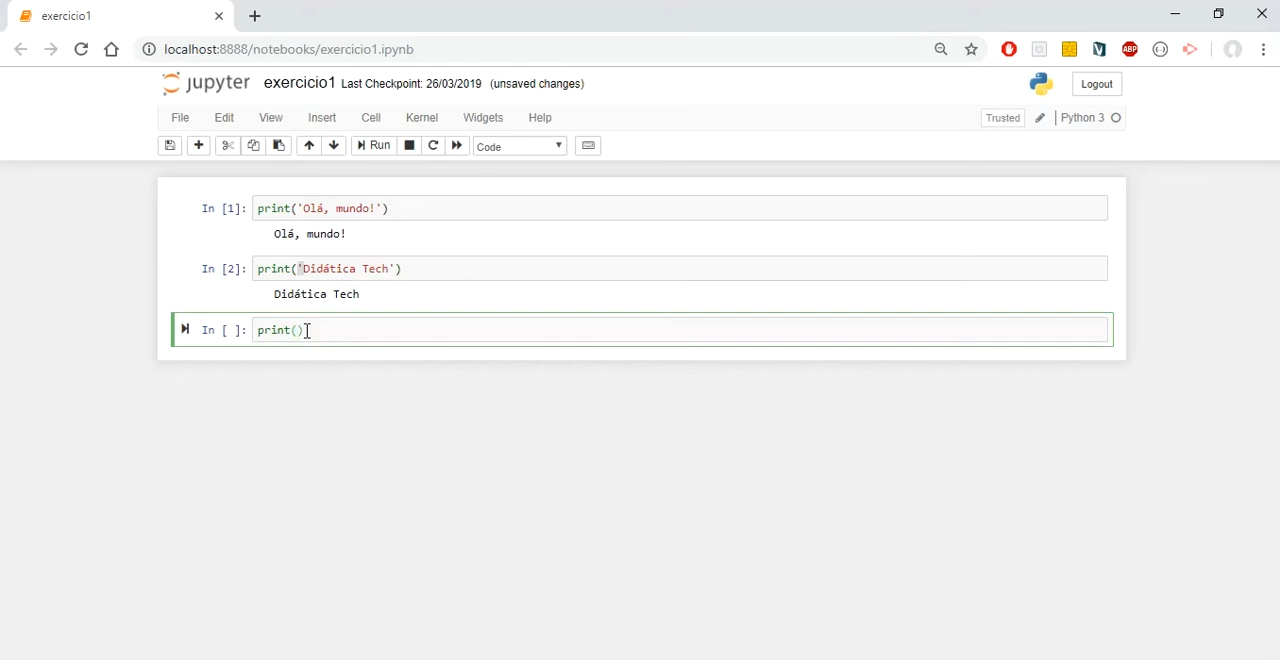 exercicio1
localhost:8888/notebooks/exercicio1.ipynb
ABP
jupyter exercicio1 Last Checkpoint: 26/03/2019 (unsaved changes)
Logout
File Edit View Insert Cell Kernel Widgets Help Trusted Python 3
Run Code
In [1]: print('Olá, mundo!')
Olá, mundo!
In [2]: print('Didática Tech')
Didática Tech
In [ ]: print()